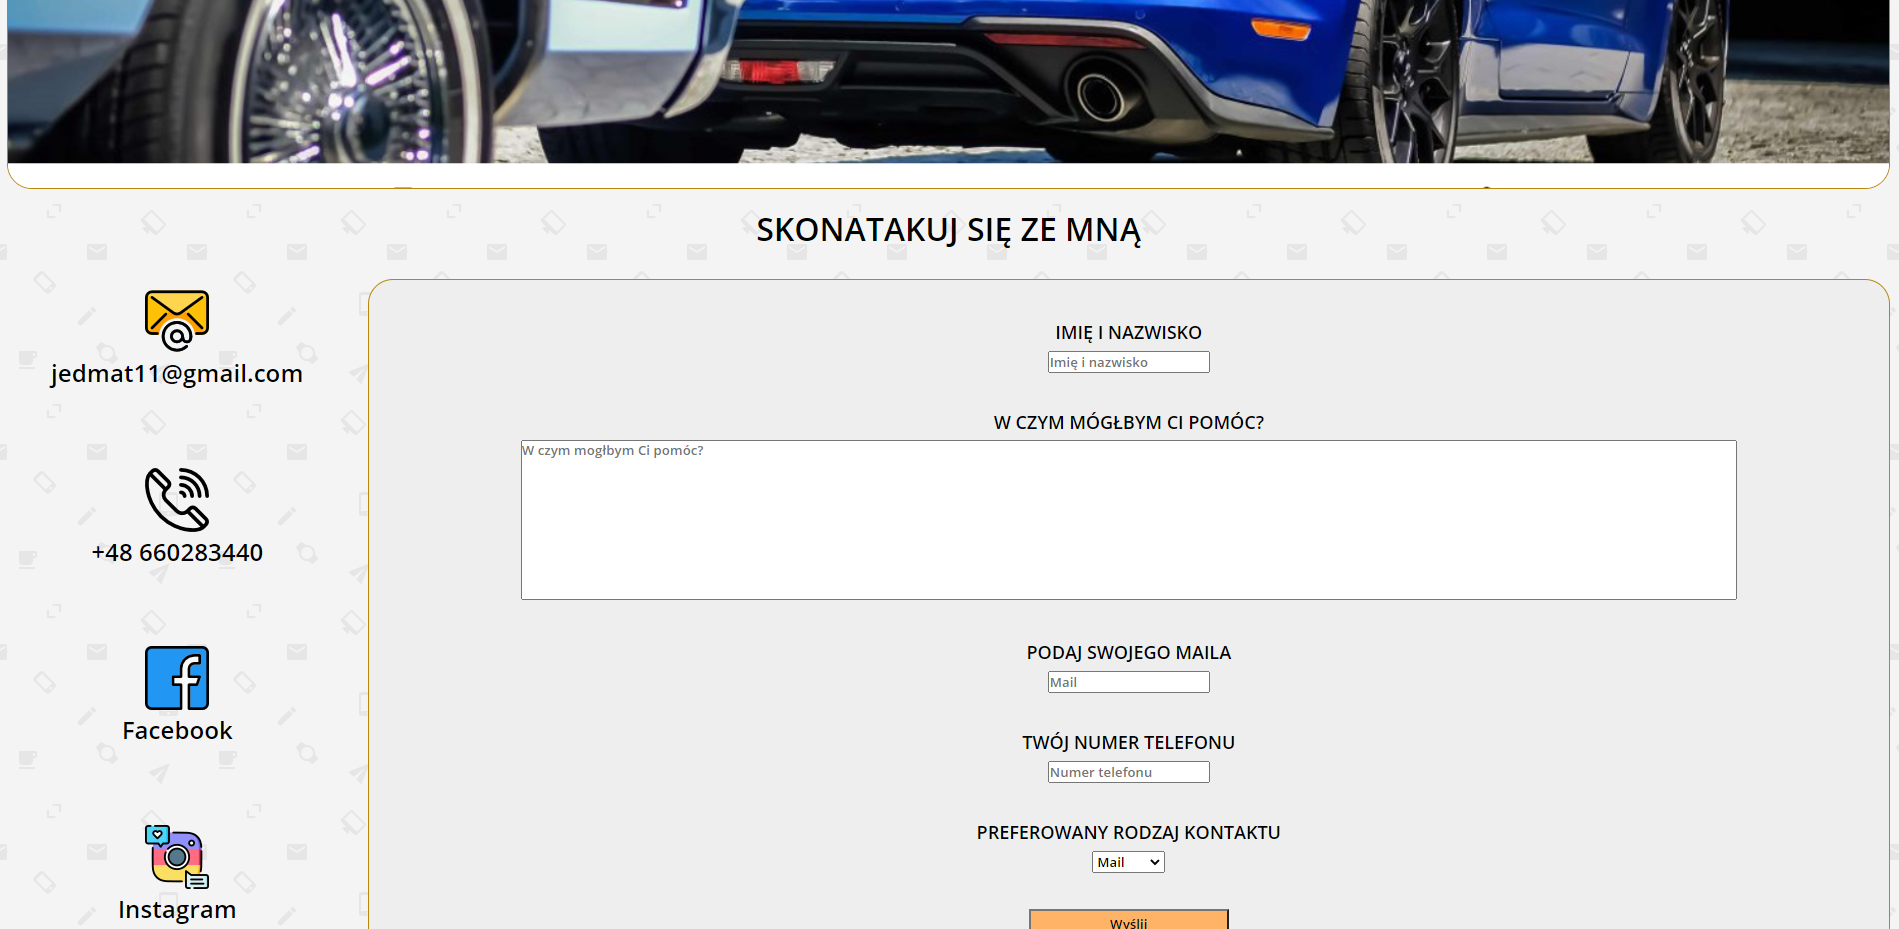 SKONATAKUJ SIĘ ZE MNĄ
jedmat11@gmail.com
+48 660283440
Facebook
Instagram
IMIĘ I NAZWISKO
Imię i nazwisko
W CZYM MÓGŁBYM CI POMÓC?
W czym mogłbym Ci pomóc?
PODAJ SWOJEGO MAILA
Mail
TWÓJ NUMER TELEFONU
Numer telefonu
PREFEROWANY RODZAJ KONTAKTU
Mail
Wyślij